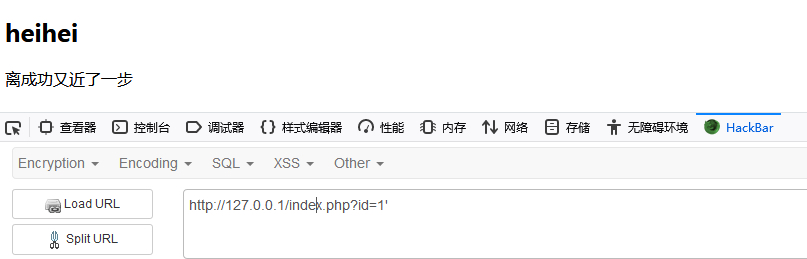 heihei
离成功又近了一步
查看器 控制台 调试器 样式编辑器 性能 内存 网络 存储 无障碍环境 HackBar
Encryption Encoding SQL XSS Other
Load URL http://127.0.0.1/index.php?id=1'
Split URL